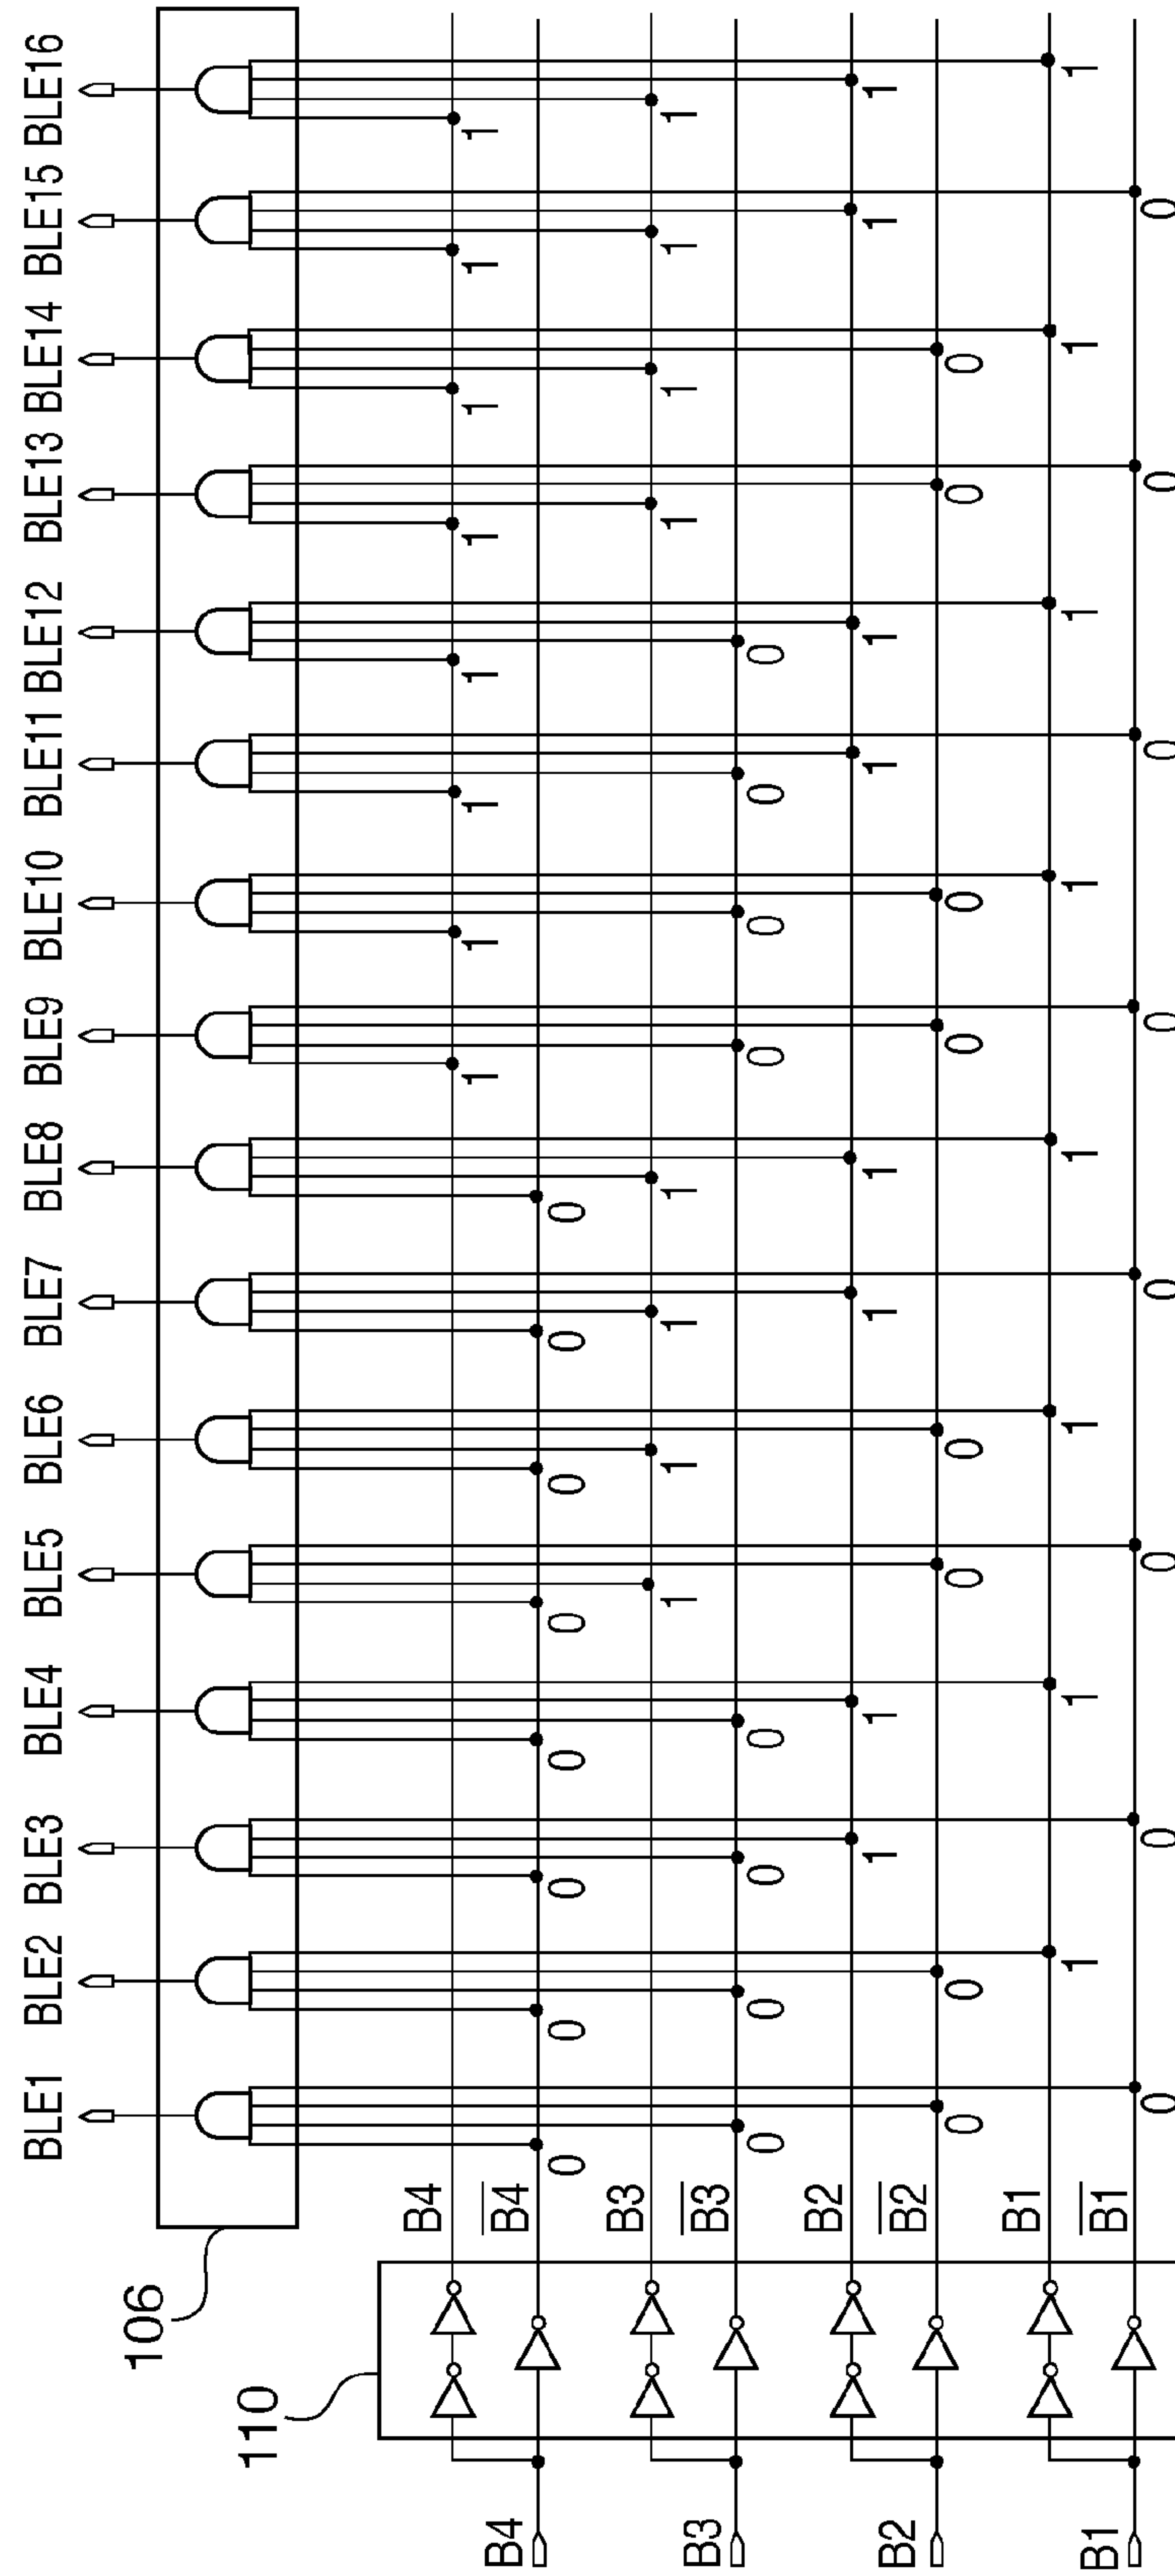 BLE1 BLE2 BLE3 BLE4 BLE5 BLE6 BLE7 BLE8 BLE9 BLE10 BLE11 BLE12 BLE13 BLE14 BLE15 BLE16
106
110
B4
1 1 1 1 1 1 1 1
B4 B̅4̅
0 0 0 0 0 0 0 0
B3
1 1 1 1 1 1 1 1
B3 B̅3̅
0 0 0 0 0 0 0 0
B2
1 1 1 1 1 1 1 1
B2 B̅2̅
0 0 0 0 0 0 0 0
B1
1 1 1 1 1 1 1 1
B1 B̅1̅
0 0 0 0 0 0 0 0